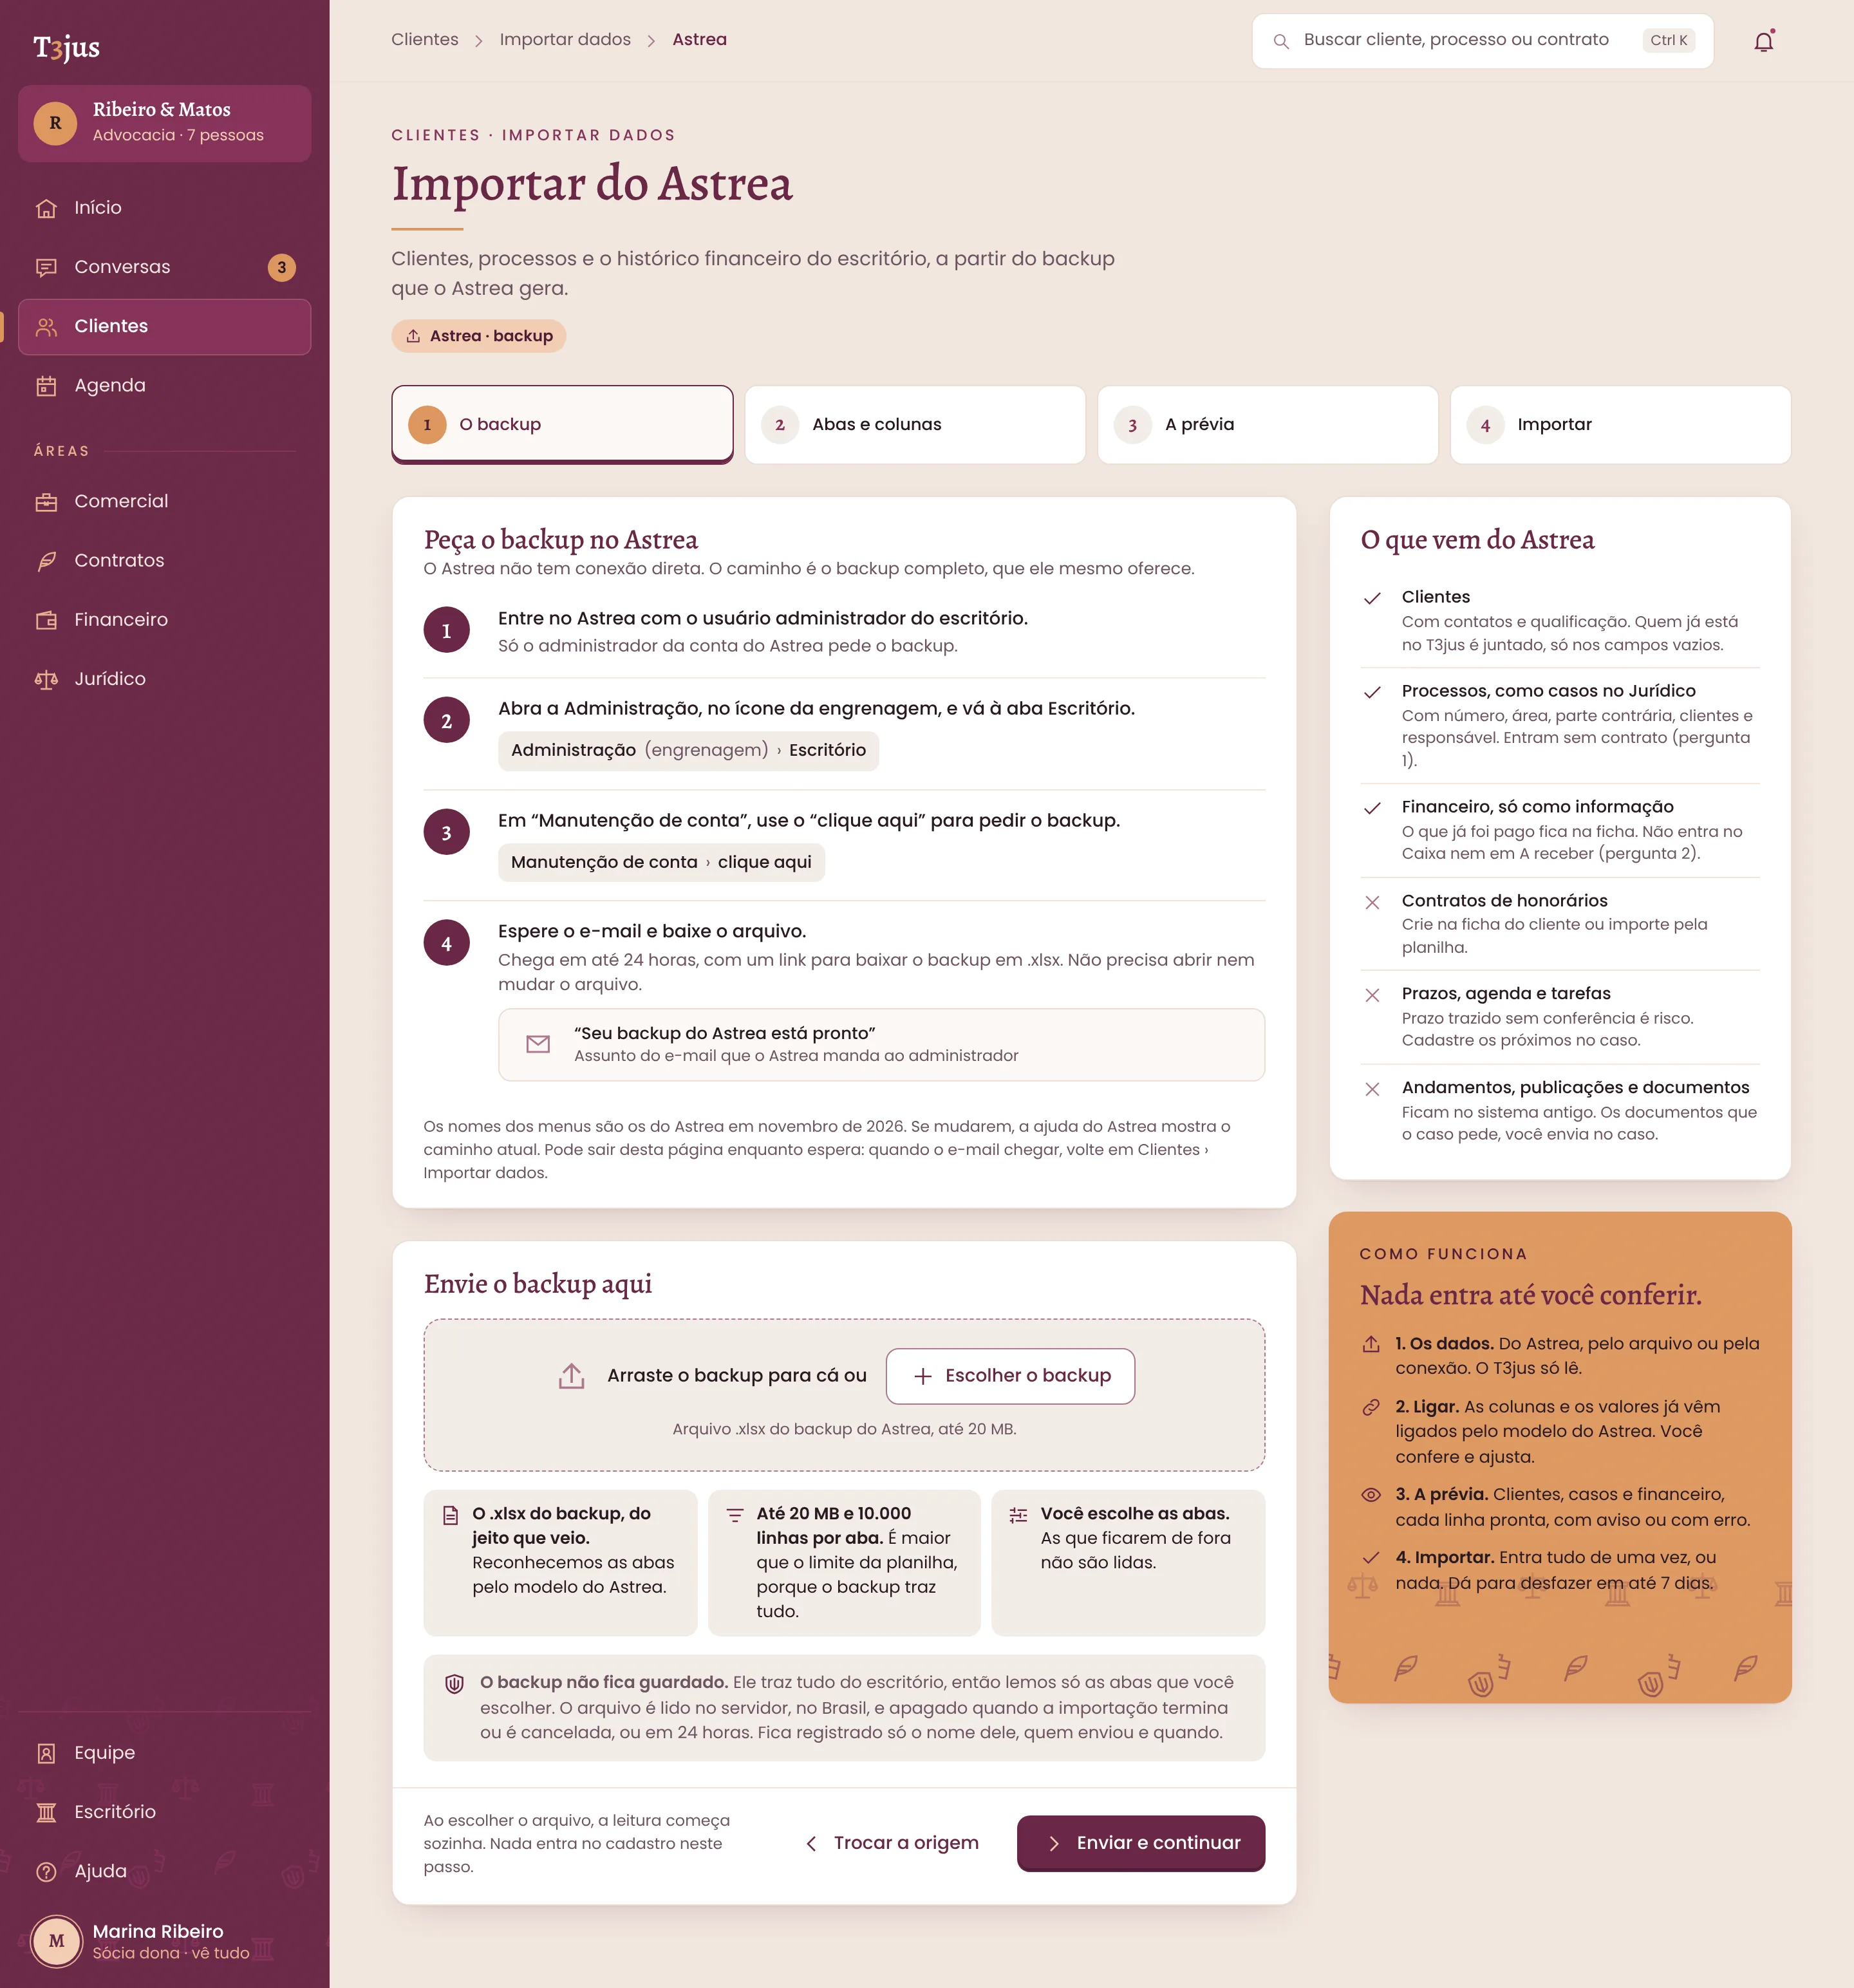 T3jus
R
Ribeiro & Matos
Advocacia · 7 pessoas
Início
Conversas
3
Clientes
Agenda
ÁREAS
Comercial
Contratos
Financeiro
Jurídico
Equipe
Escritório
Ajuda
M
Marina Ribeiro
Sócia dona · vê tudo
Clientes
Importar dados
Astrea
Buscar cliente, processo ou contrato
Ctrl K
CLIENTES · IMPORTAR DADOS
Importar do Astrea
Clientes, processos e o histórico financeiro do escritório, a partir do backup
que o Astrea gera.
Astrea · backup
1
O backup
2
Abas e colunas
3
A prévia
4
Importar
Peça o backup no Astrea
O Astrea não tem conexão direta. O caminho é o backup completo, que ele mesmo oferece.
1
Entre no Astrea com o usuário administrador do escritório.
Só o administrador da conta do Astrea pede o backup.
2
Abra a Administração, no ícone da engrenagem, e vá à aba Escritório.
Administração (engrenagem) › Escritório
3
Em “Manutenção de conta”, use o “clique aqui” para pedir o backup.
Manutenção de conta › clique aqui
4
Espere o e-mail e baixe o arquivo.
Chega em até 24 horas, com um link para baixar o backup em .xlsx. Não precisa abrir nem
mudar o arquivo.
“Seu backup do Astrea está pronto”
Assunto do e-mail que o Astrea manda ao administrador
Os nomes dos menus são os do Astrea em novembro de 2026. Se mudarem, a ajuda do Astrea mostra o
caminho atual. Pode sair desta página enquanto espera: quando o e-mail chegar, volte em Clientes ›
Importar dados.
Envie o backup aqui
Arraste o backup para cá ou
Escolher o backup
Arquivo .xlsx do backup do Astrea, até 20 MB.
O .xlsx do backup, do
jeito que veio.
Reconhecemos as abas
pelo modelo do Astrea.
Até 20 MB e 10.000
linhas por aba. É maior
que o limite da planilha,
porque o backup traz
tudo.
Você escolhe as abas.
As que ficarem de fora
não são lidas.
O backup não fica guardado. Ele traz tudo do escritório, então lemos só as abas que você
escolher. O arquivo é lido no servidor, no Brasil, e apagado quando a importação termina
ou é cancelada, ou em 24 horas. Fica registrado só o nome dele, quem enviou e quando.
Ao escolher o arquivo, a leitura começa
sozinha. Nada entra no cadastro neste
passo.
Trocar a origem
Enviar e continuar
O que vem do Astrea
Clientes
Com contatos e qualificação. Quem já está
no T3jus é juntado, só nos campos vazios.
Processos, como casos no Jurídico
Com número, área, parte contrária, clientes e
responsável. Entram sem contrato (pergunta
1).
Financeiro, só como informação
O que já foi pago fica na ficha. Não entra no
Caixa nem em A receber (pergunta 2).
Contratos de honorários
Crie na ficha do cliente ou importe pela
planilha.
Prazos, agenda e tarefas
Prazo trazido sem conferência é risco.
Cadastre os próximos no caso.
Andamentos, publicações e documentos
Ficam no sistema antigo. Os documentos que
o caso pede, você envia no caso.
COMO FUNCIONA
Nada entra até você conferir.
1. Os dados. Do Astrea, pelo arquivo ou pela
conexão. O T3jus só lê.
2. Ligar. As colunas e os valores já vêm
ligados pelo modelo do Astrea. Você
confere e ajusta.
3. A prévia. Clientes, casos e financeiro,
cada linha pronta, com aviso ou com erro.
4. Importar. Entra tudo de uma vez, ou
nada. Dá para desfazer em até 7 dias.